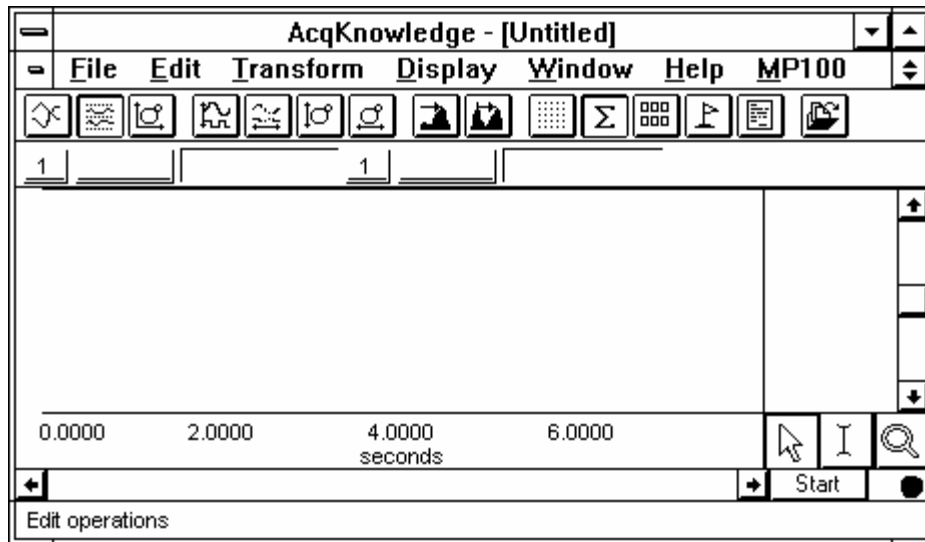 AcqKnowledge - [Untitled]
File Edit Transform Display Window Help MP100
Σ
1 1
0.0000 2.0000 4.0000 6.0000
seconds
Start
Edit operations